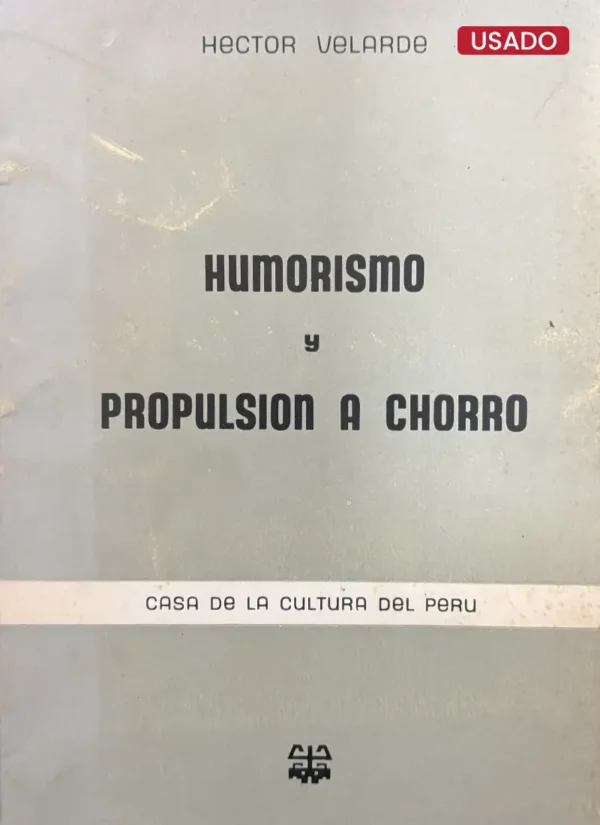 HECTOR VELARDE
USADO
HUMORISMO
y
PROPULSION A CHORRO
CASA DE LA CULTURA DEL PERU